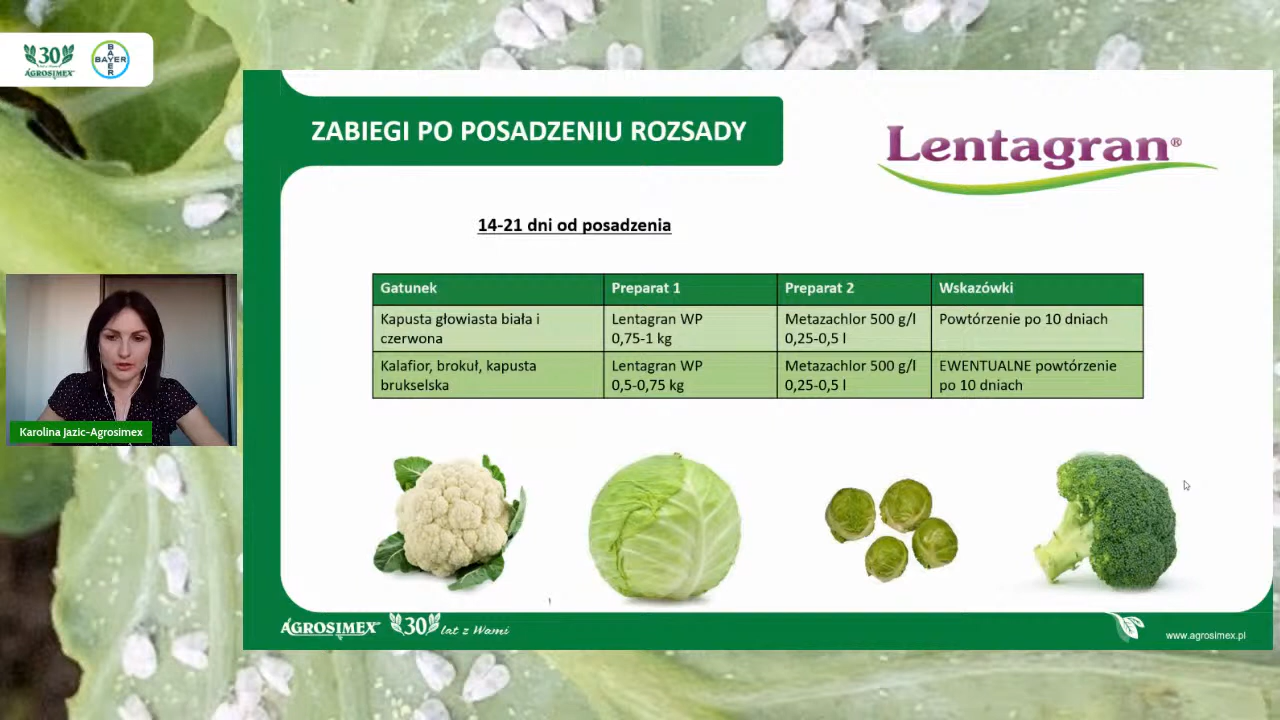 30
AGROSIMEX
BAYER
BAYER
ZABIEGI PO POSADZENIU ROZSADY
Lentagran®
14-21 dni od posadzenia
Gatunek Preparat 1 Preparat 2 Wskazówki
Kapusta głowiasta biała i Lentagran WP Metazachlor 500 g/l Powtórzenie po 10 dniach
czerwona 0,75-1 kg 0,25-0,5 l
Kalafior, brokuł, kapusta Lentagran WP Metazachlor 500 g/l EWENTUALNE powtórzenie
brukselska 0,5-0,75 kg 0,25-0,5 l po 10 dniach
Karolina Jazic-Agrosimex
AGROSIMEX 30 lat z Wami
www.agrosimex.pl